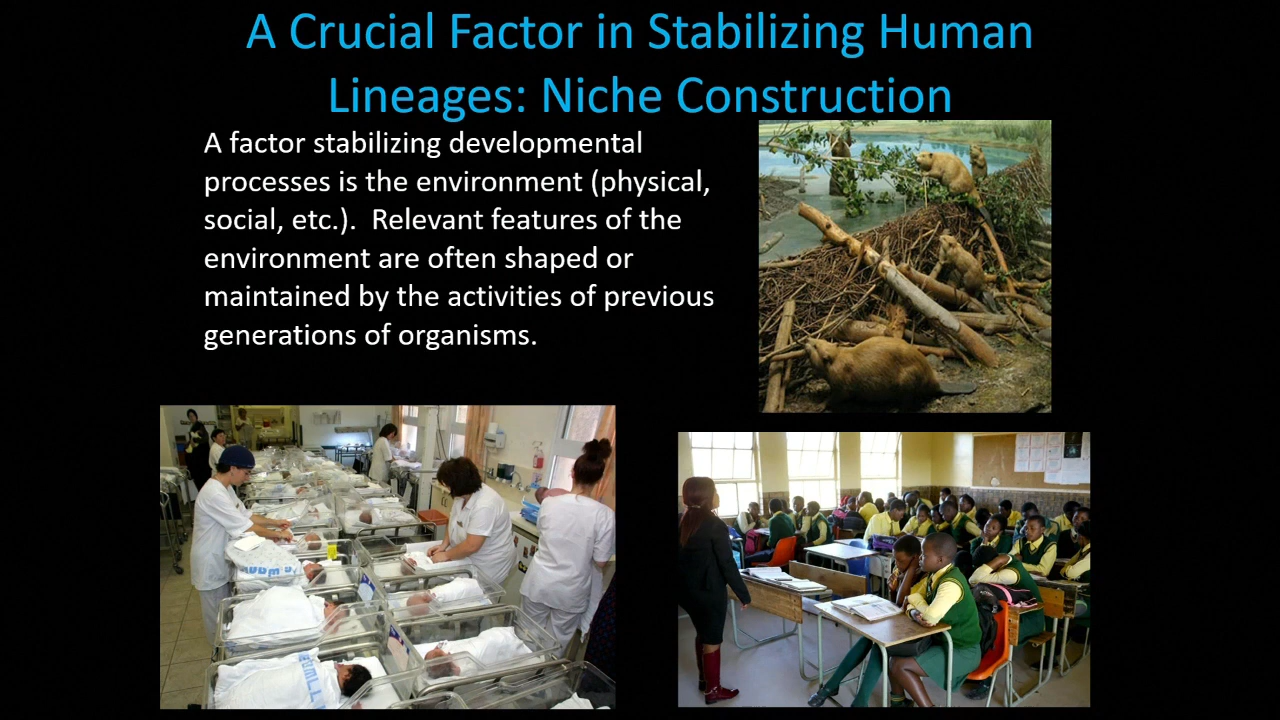 A Crucial Factor in Stabilizing Human
Lineages: Niche Construction
A factor stabilizing developmental
processes is the environment (physical,
social, etc.).  Relevant features of the
environment are often shaped or
maintained by the activities of previous
generations of organisms.